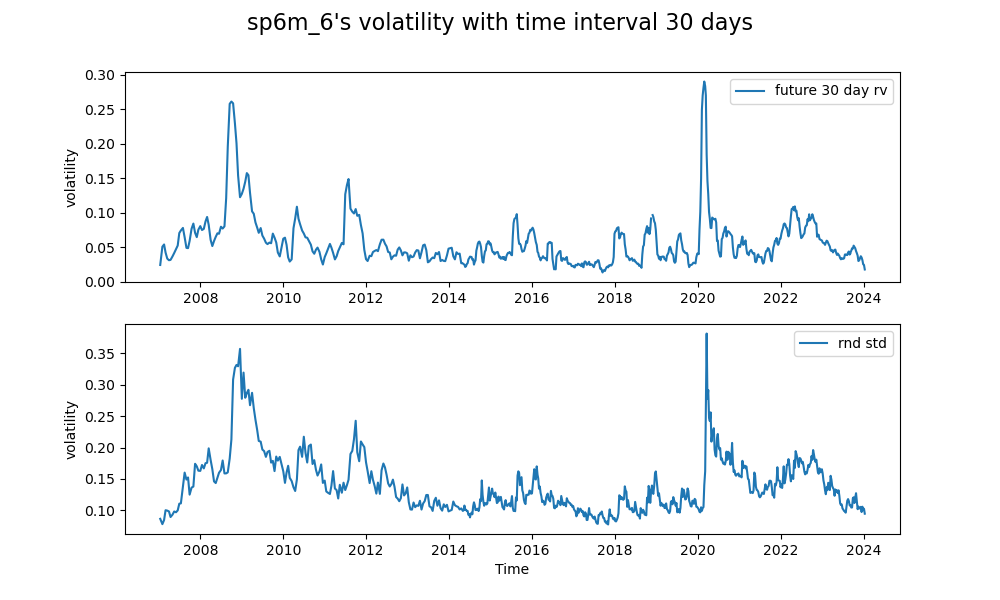 sp6m_6's volatility with time interval 30 days
0.30
0.25
0.20
0.15
0.10
0.05
0.00
volatility
future 30 day rv
2008 2010 2012 2014 2016 2018 2020 2022 2024
0.35
0.30
0.25
0.20
0.15
0.10
volatility
rnd std
2008 2010 2012 2014 2016 2018 2020 2022 2024
Time